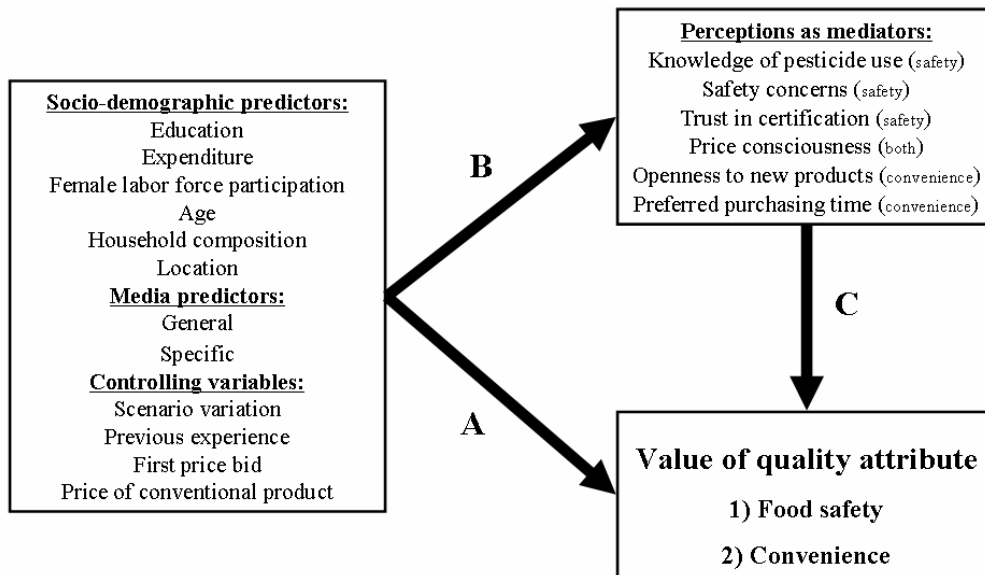 Socio-demographic predictors:
Education
Expenditure
Female labor force participation
Age
Household composition
Location
Media predictors:
General
Specific
Controlling variables:
Scenario variation
Previous experience
First price bid
Price of conventional product
B
A
Perceptions as mediators:
Knowledge of pesticide use (safety)
Safety concerns (safety)
Trust in certification (safety)
Price consciousness (both)
Openness to new products (convenience)
Preferred purchasing time (convenience)
C
Value of quality attribute
1) Food safety
2) Convenience